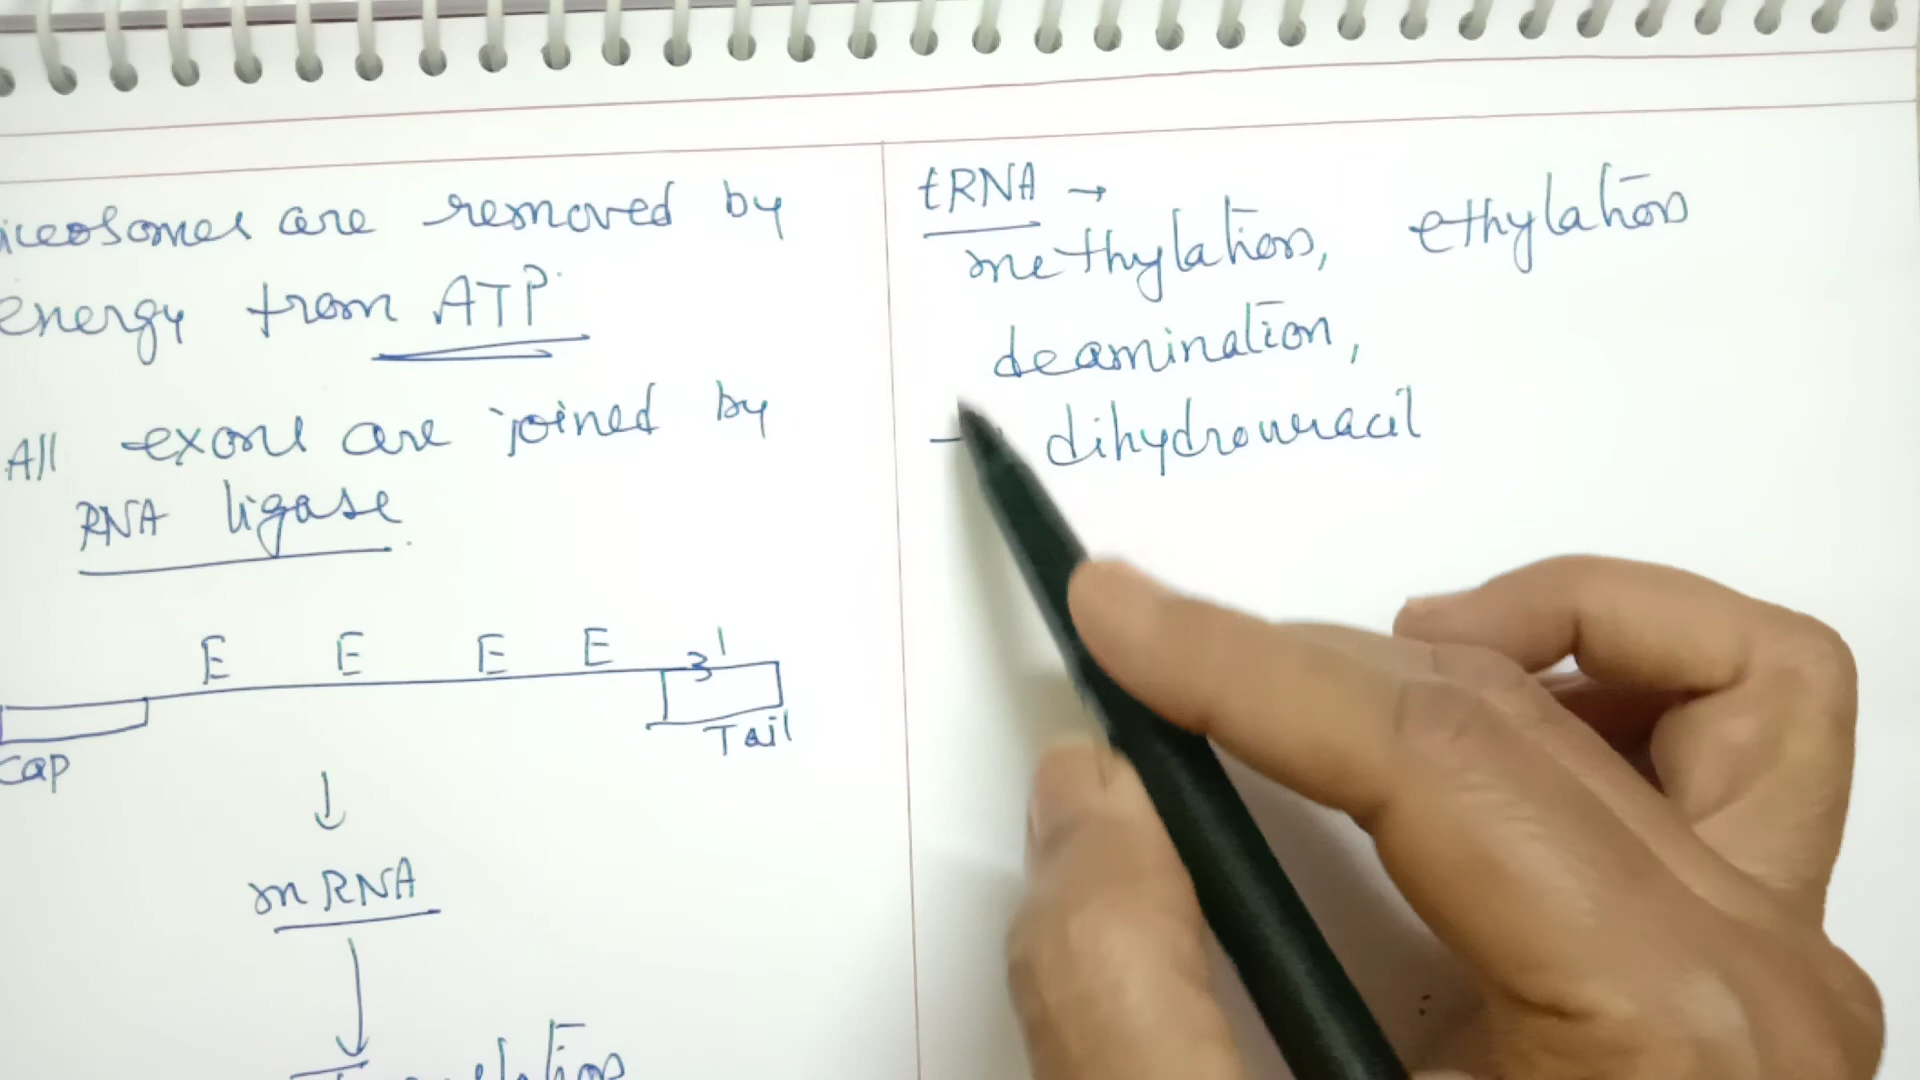 are removed by
energy from ATP
All exons are joined by
RNA ligase
E E E E 3'
Cap
Tail
↓
mRNA
↓
tRNA →
methylation, ethylation
deamination,
dihydrouracil